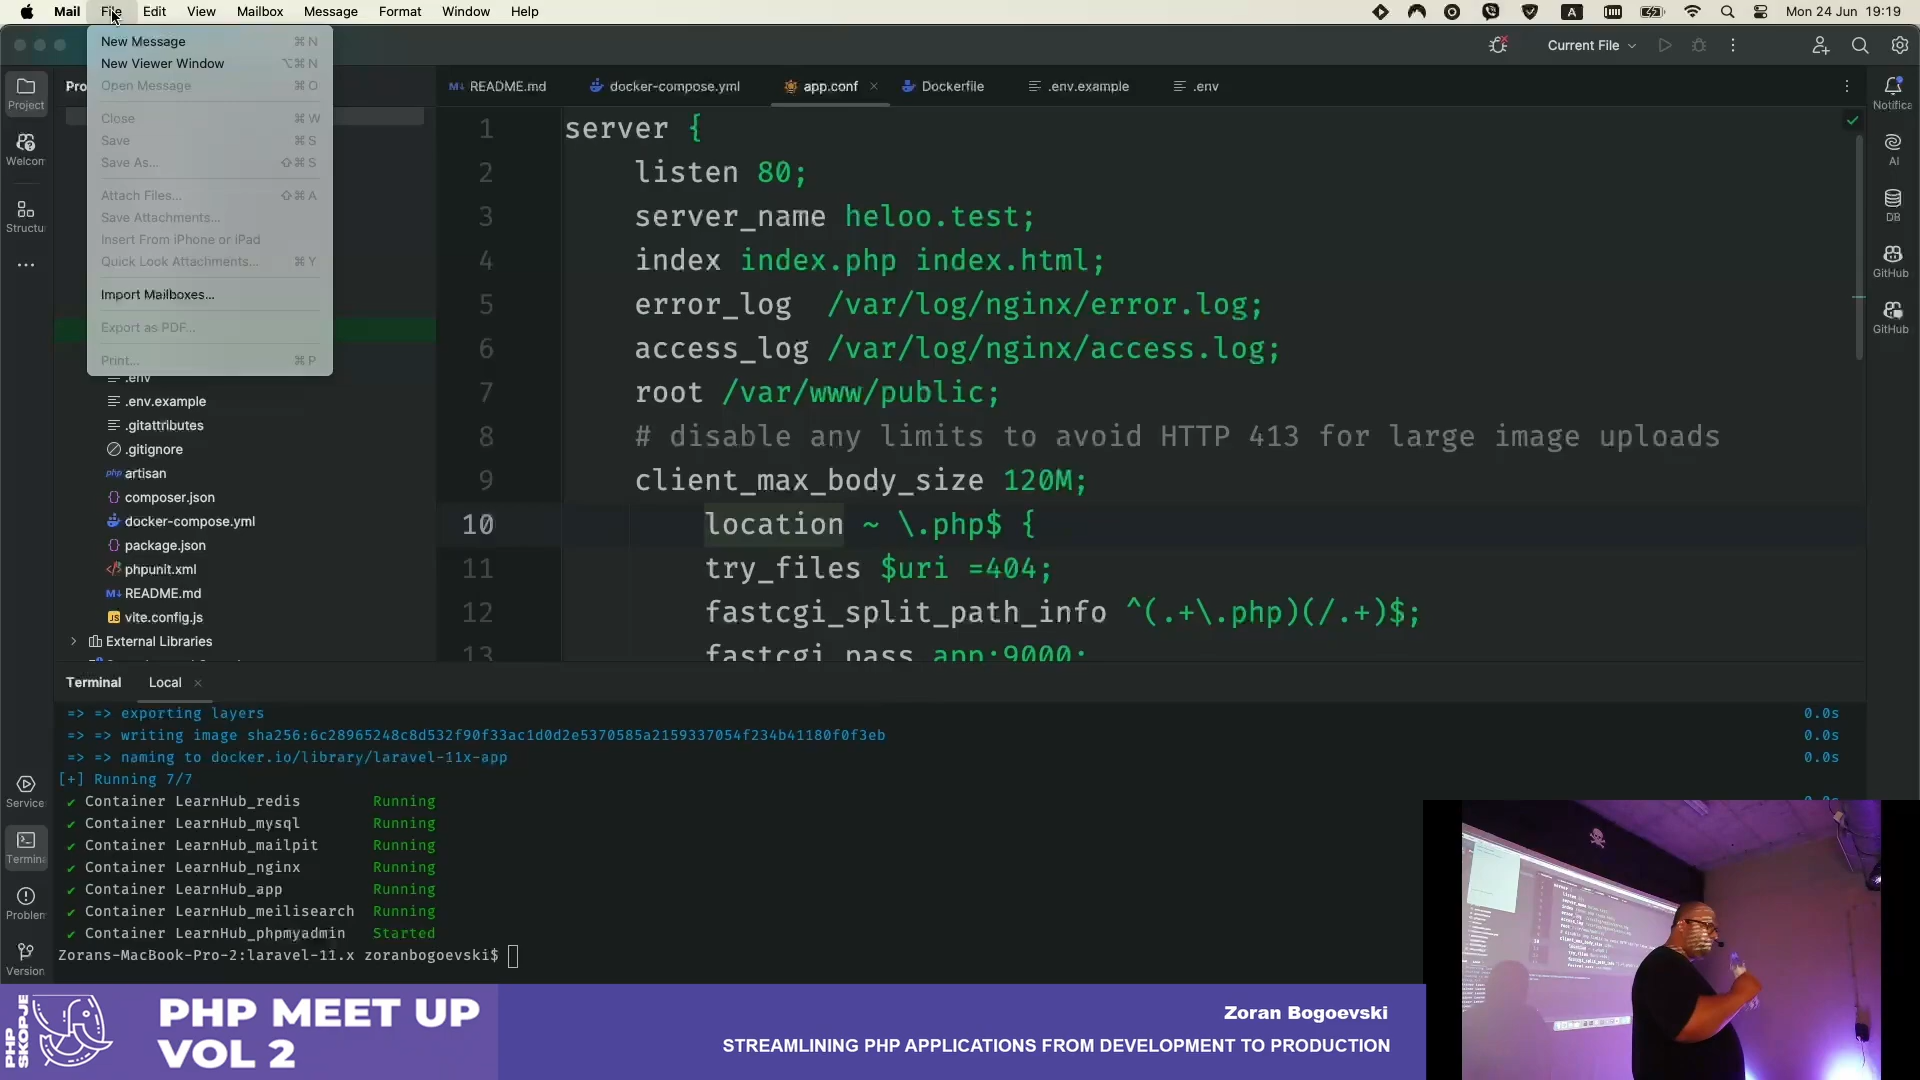 Mail File Edit View Mailbox Message Format Window Help
A
Mon 24 Jun 19:19
New Message ⌘ N
New Viewer Window ⌥⌘ N
Open Message ⌘ O
Close ⌘ W
Save ⌘ S
Save As... ⇧⌘ S
Attach Files... ⇧⌘ A
Save Attachments...
Insert From iPhone or iPad
Quick Look Attachments... ⌘ Y
Import Mailboxes...
Export as PDF...
Print... ⌘ P
Current File
Project
Welcom
Structu
Service
Termina
Problem
Version
Pro
README.md docker-compose.yml app.conf Dockerfile .env.example .env
Notifica
AI
DB
GitHub
GitHub
.env
.env.example
.gitattributes
.gitignore
php artisan
composer.json
docker-compose.yml
package.json
phpunit.xml
M↓ README.md
JS vite.config.js
External Libraries
1 server {
2 listen 80;
3 server_name heloo.test;
4 index index.php index.html;
5 error_log /var/log/nginx/error.log;
6 access_log /var/log/nginx/access.log;
7 root /var/www/public;
8 # disable any limits to avoid HTTP 413 for large image uploads
9 client_max_body_size 120M;
10 location ~ \.php$ {
11 try_files $uri =404;
12 fastcgi_split_path_info ^(.+\.php)(/.+)$;
13 fastcgi_pass app:9000;
Terminal Local
=> => exporting layers 0.0s
=> => writing image sha256:6c28965248c8d532f90f33ac1d0d2e5370585a2159337054f234b41180f0f3eb 0.0s
=> => naming to docker.io/library/laravel-11x-app 0.0s
[+] Running 7/7
✔ Container LearnHub_redis Running
✔ Container LearnHub_mysql Running
✔ Container LearnHub_mailpit Running
✔ Container LearnHub_nginx Running
✔ Container LearnHub_app Running
✔ Container LearnHub_meilisearch Running
✔ Container LearnHub_phpmyadmin Started
Zorans-MacBook-Pro-2:laravel-11.x zoranbogoevski$
PHP SKOPJE
PHP MEET UP
VOL 2
Zoran Bogoevski
STREAMLINING PHP APPLICATIONS FROM DEVELOPMENT TO PRODUCTION